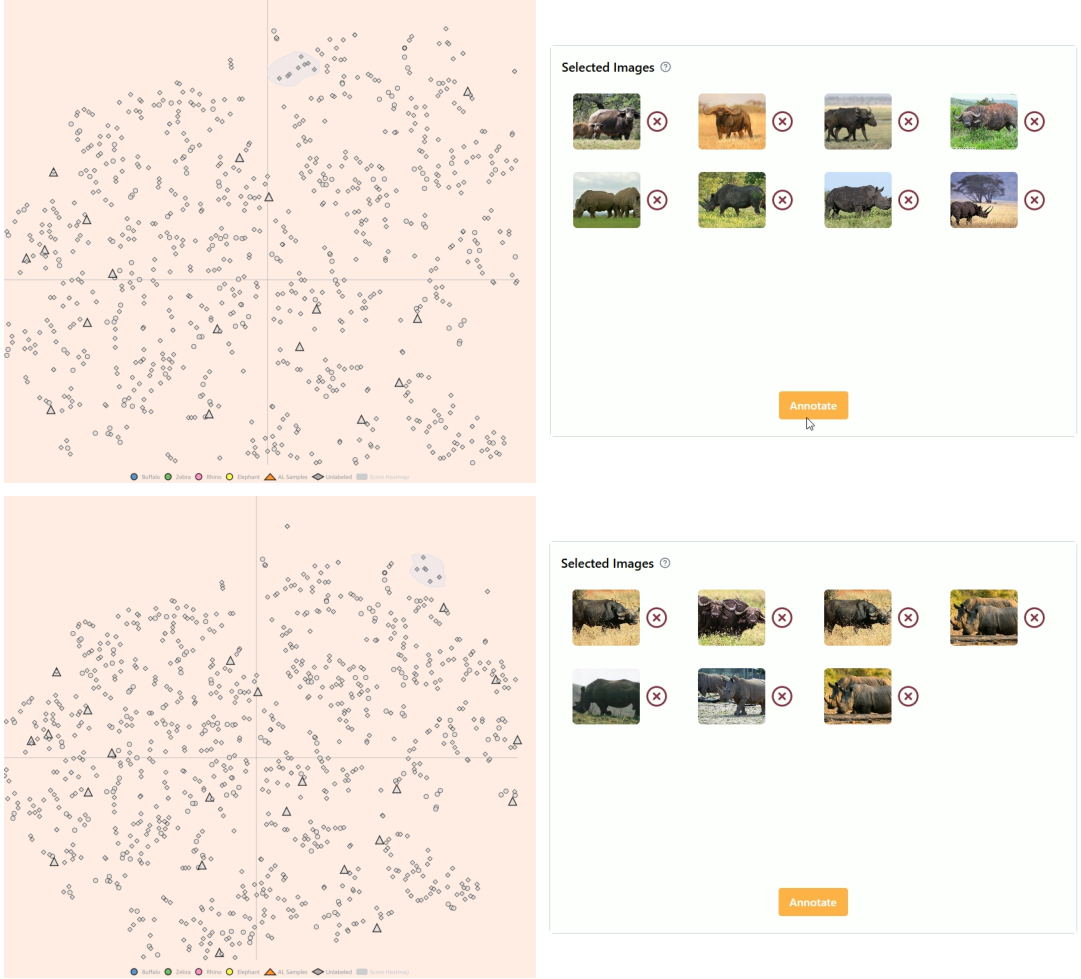 Selected Images
Annotate
Buffalo Zebra Rhino Elephant AL Samples Unlabeled Score Heatmap
Selected Images
Annotate
Buffalo Zebra Rhino Elephant AL Samples Unlabeled Score Heatmap